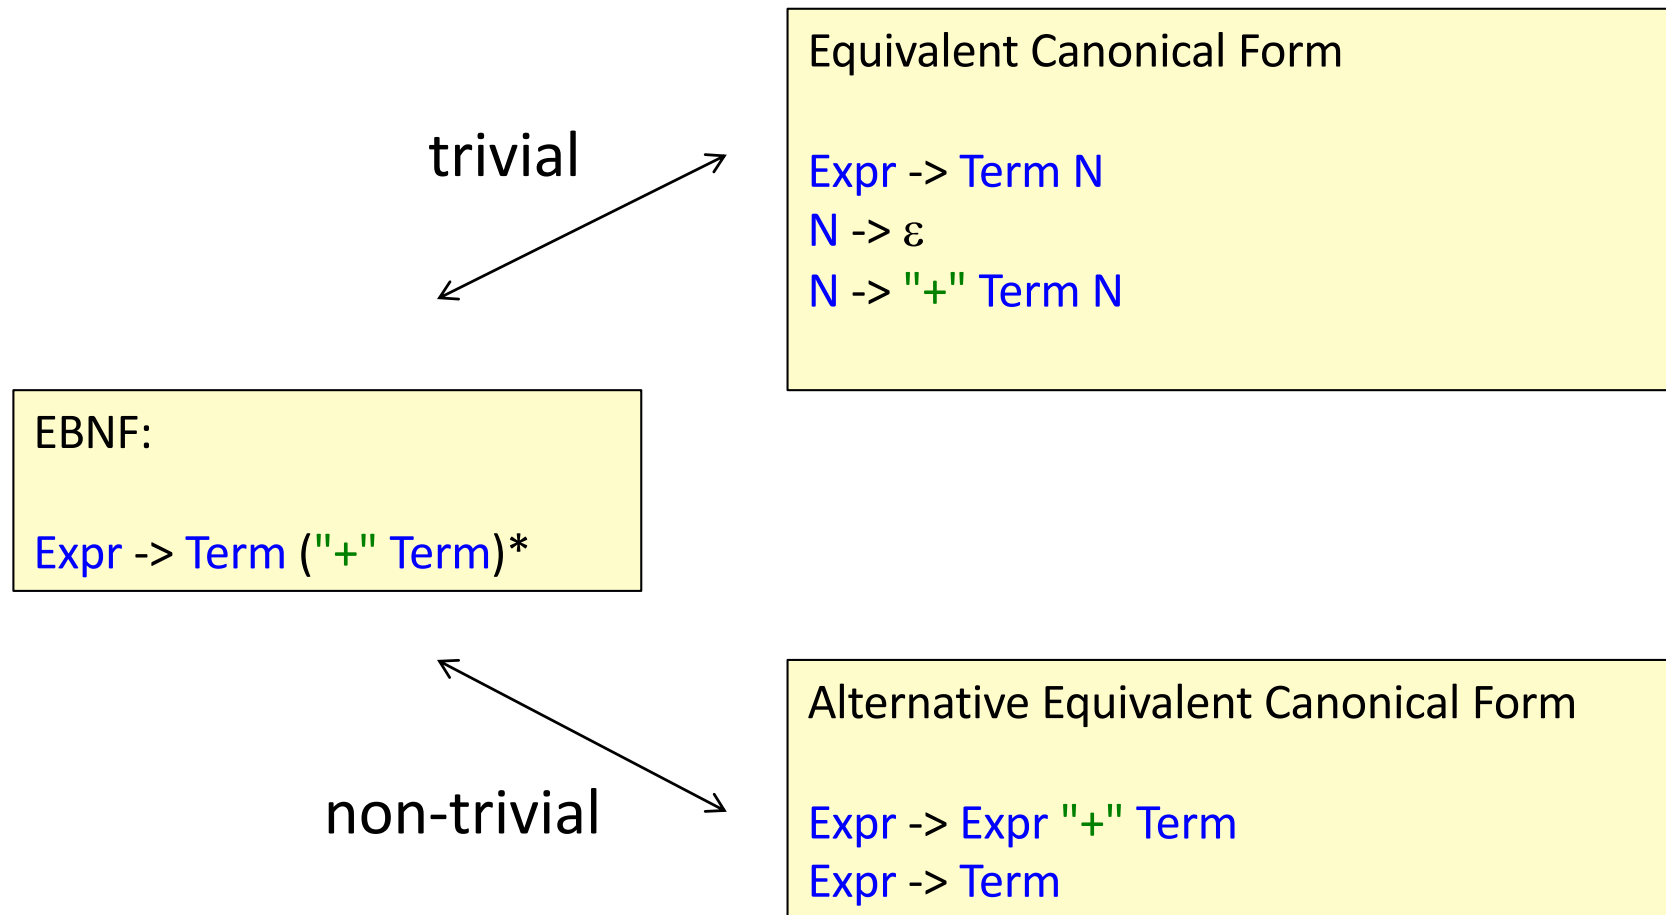 trivial
Equivalent Canonical Form
Expr -> Term N
N -> ε
N -> "+" Term N
EBNF:
Expr -> Term ("+" Term)*
non-trivial
Alternative Equivalent Canonical Form
Expr -> Expr "+" Term
Expr -> Term